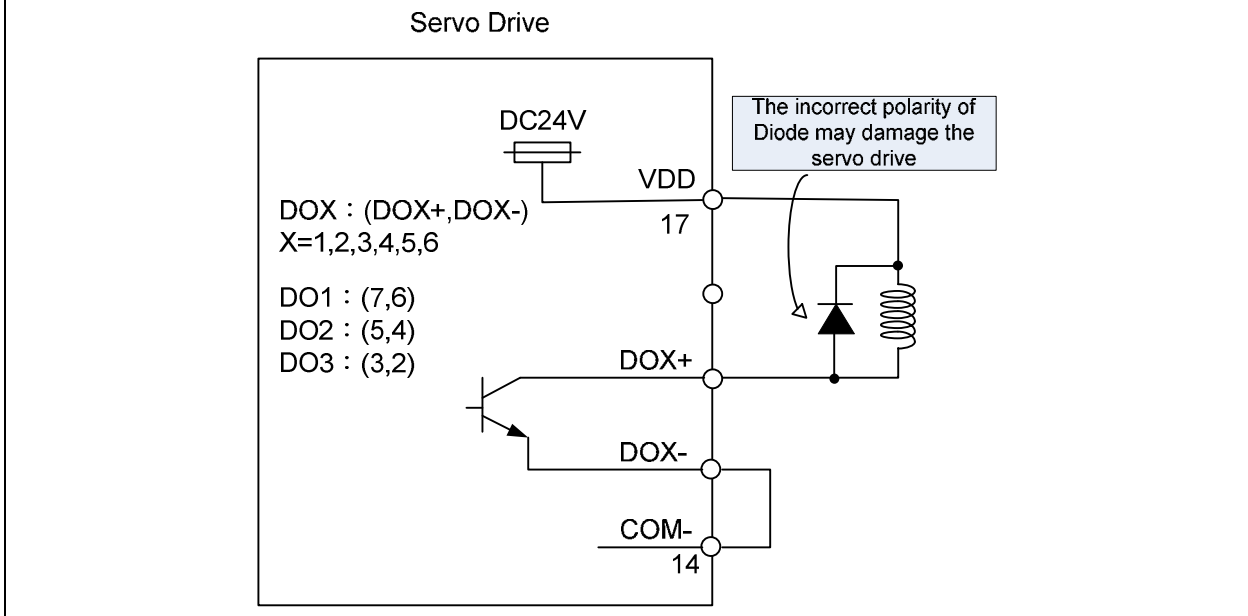 Servo Drive
DC24V
The incorrect polarity of
Diode may damage the
servo drive
VDD
17
DOX : (DOX+,DOX-)
X=1,2,3,4,5,6
DO1 : (7,6)
DO2 : (5,4)
DO3 : (3,2)
DOX+
DOX-
COM-
14